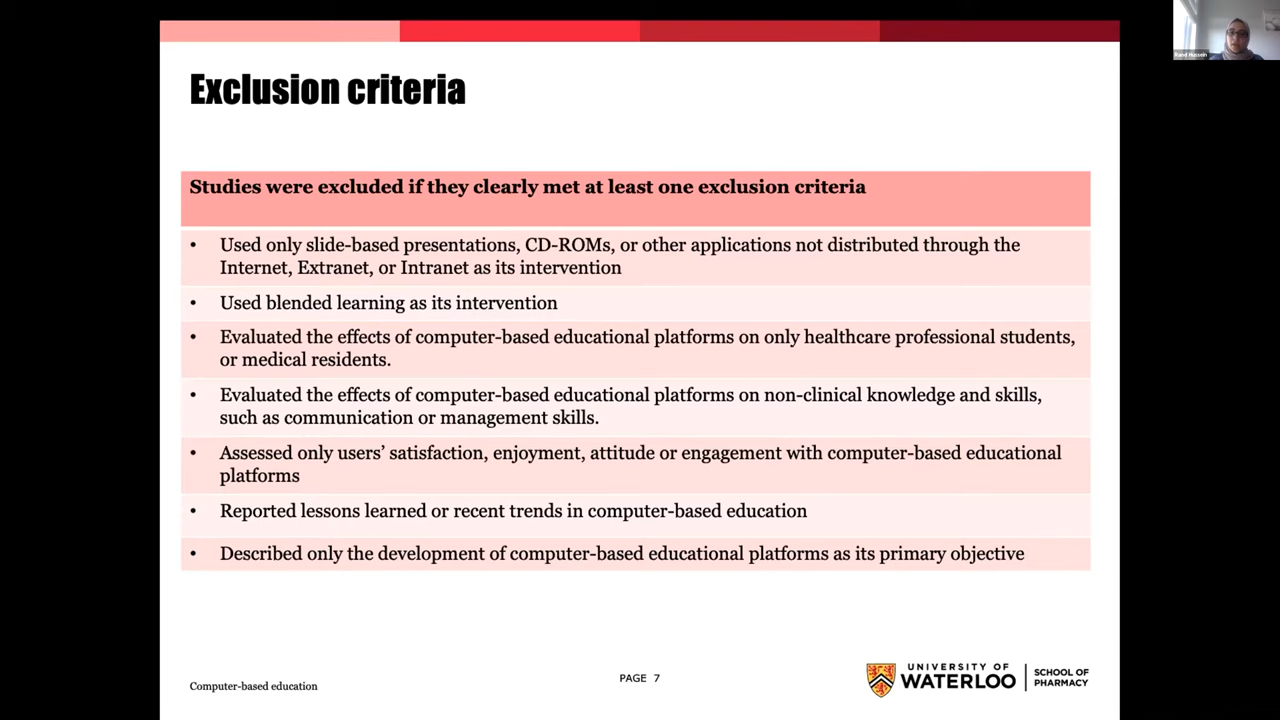 Rand Hussein
Exclusion criteria
Studies were excluded if they clearly met at least one exclusion criteria
• Used only slide-based presentations, CD-ROMs, or other applications not distributed through the
Internet, Extranet, or Intranet as its intervention
• Used blended learning as its intervention
• Evaluated the effects of computer-based educational platforms on only healthcare professional students,
or medical residents.
• Evaluated the effects of computer-based educational platforms on non-clinical knowledge and skills,
such as communication or management skills.
• Assessed only users’ satisfaction, enjoyment, attitude or engagement with computer-based educational
platforms
• Reported lessons learned or recent trends in computer-based education
• Described only the development of computer-based educational platforms as its primary objective
Computer-based education
PAGE 7
UNIVERSITY OF
WATERLOO
SCHOOL OF
PHARMACY